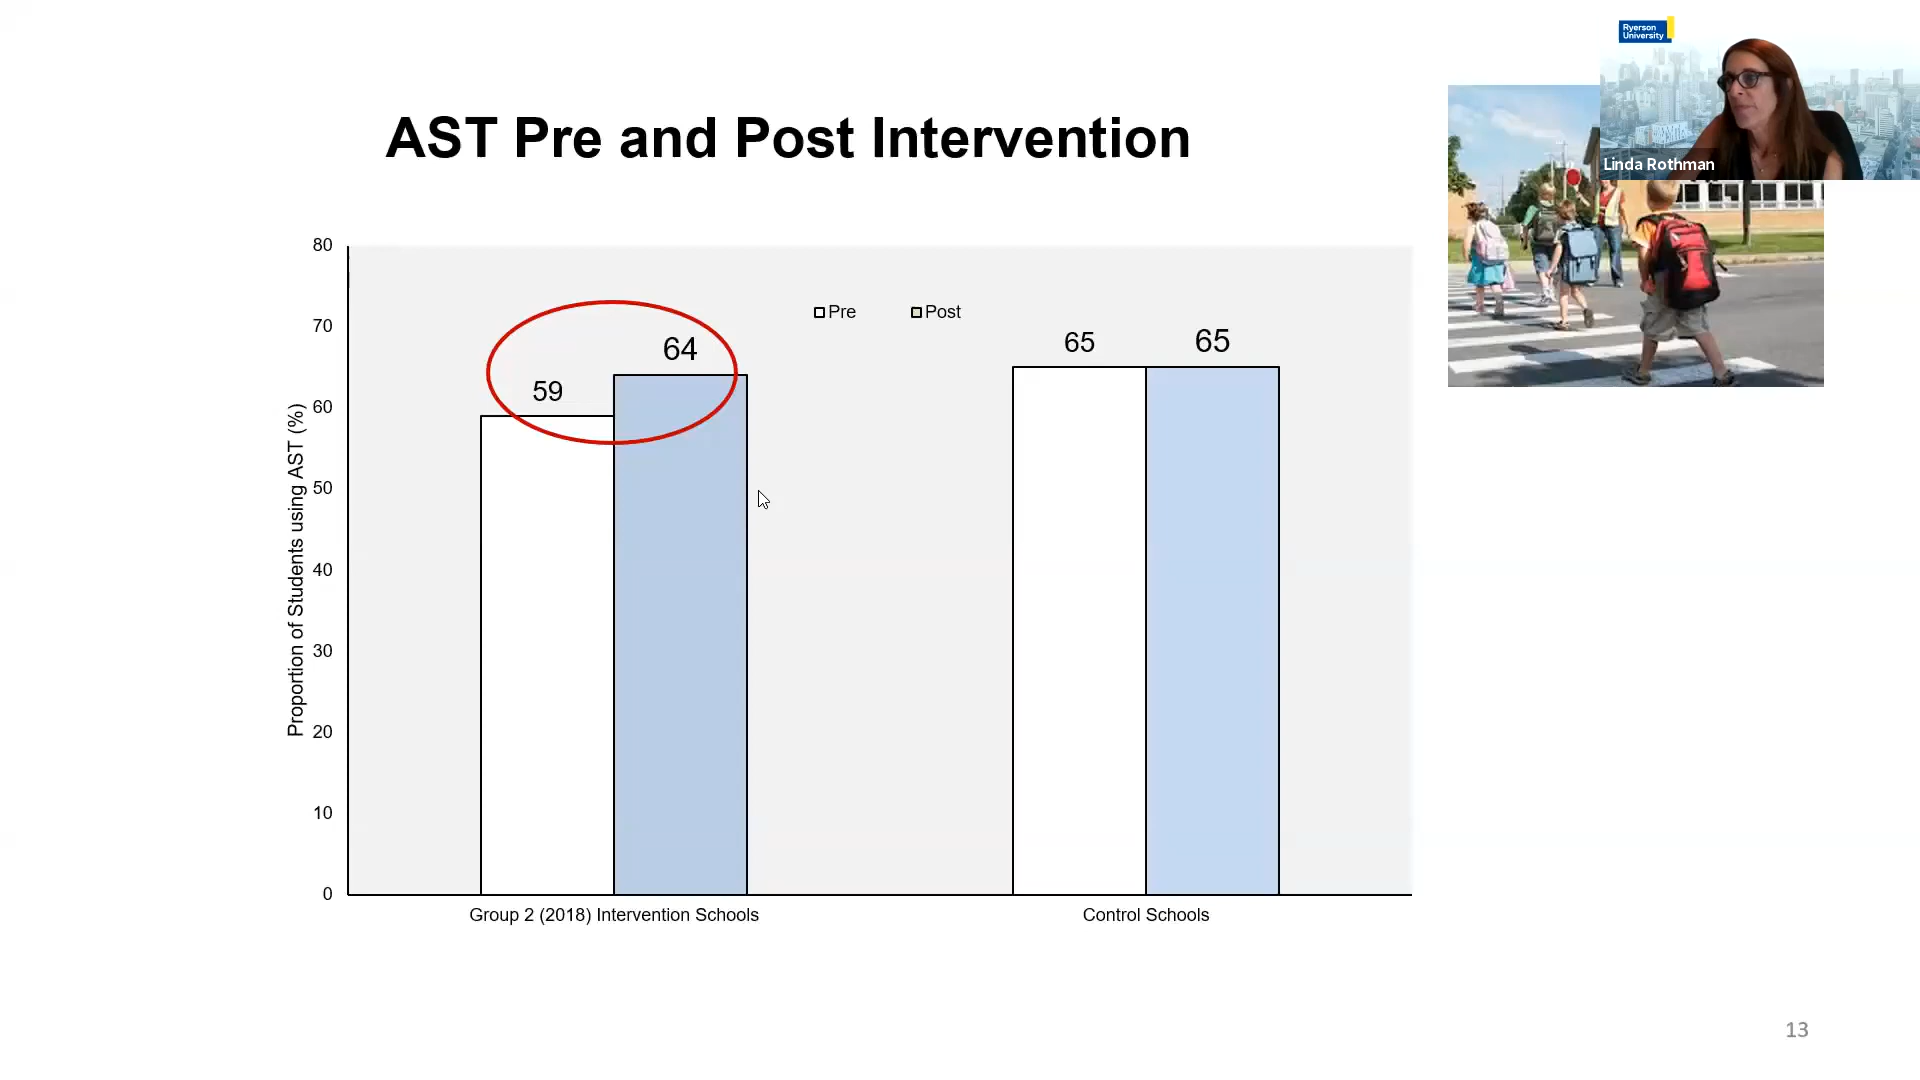 Ryerson
University
Linda Rothman
AST Pre and Post Intervention
Proportion of Students using AST (%)
80
70
60
50
40
30
20
10
0
Pre
Post
59
64
65
65
Group 2 (2018) Intervention Schools
Control Schools
13